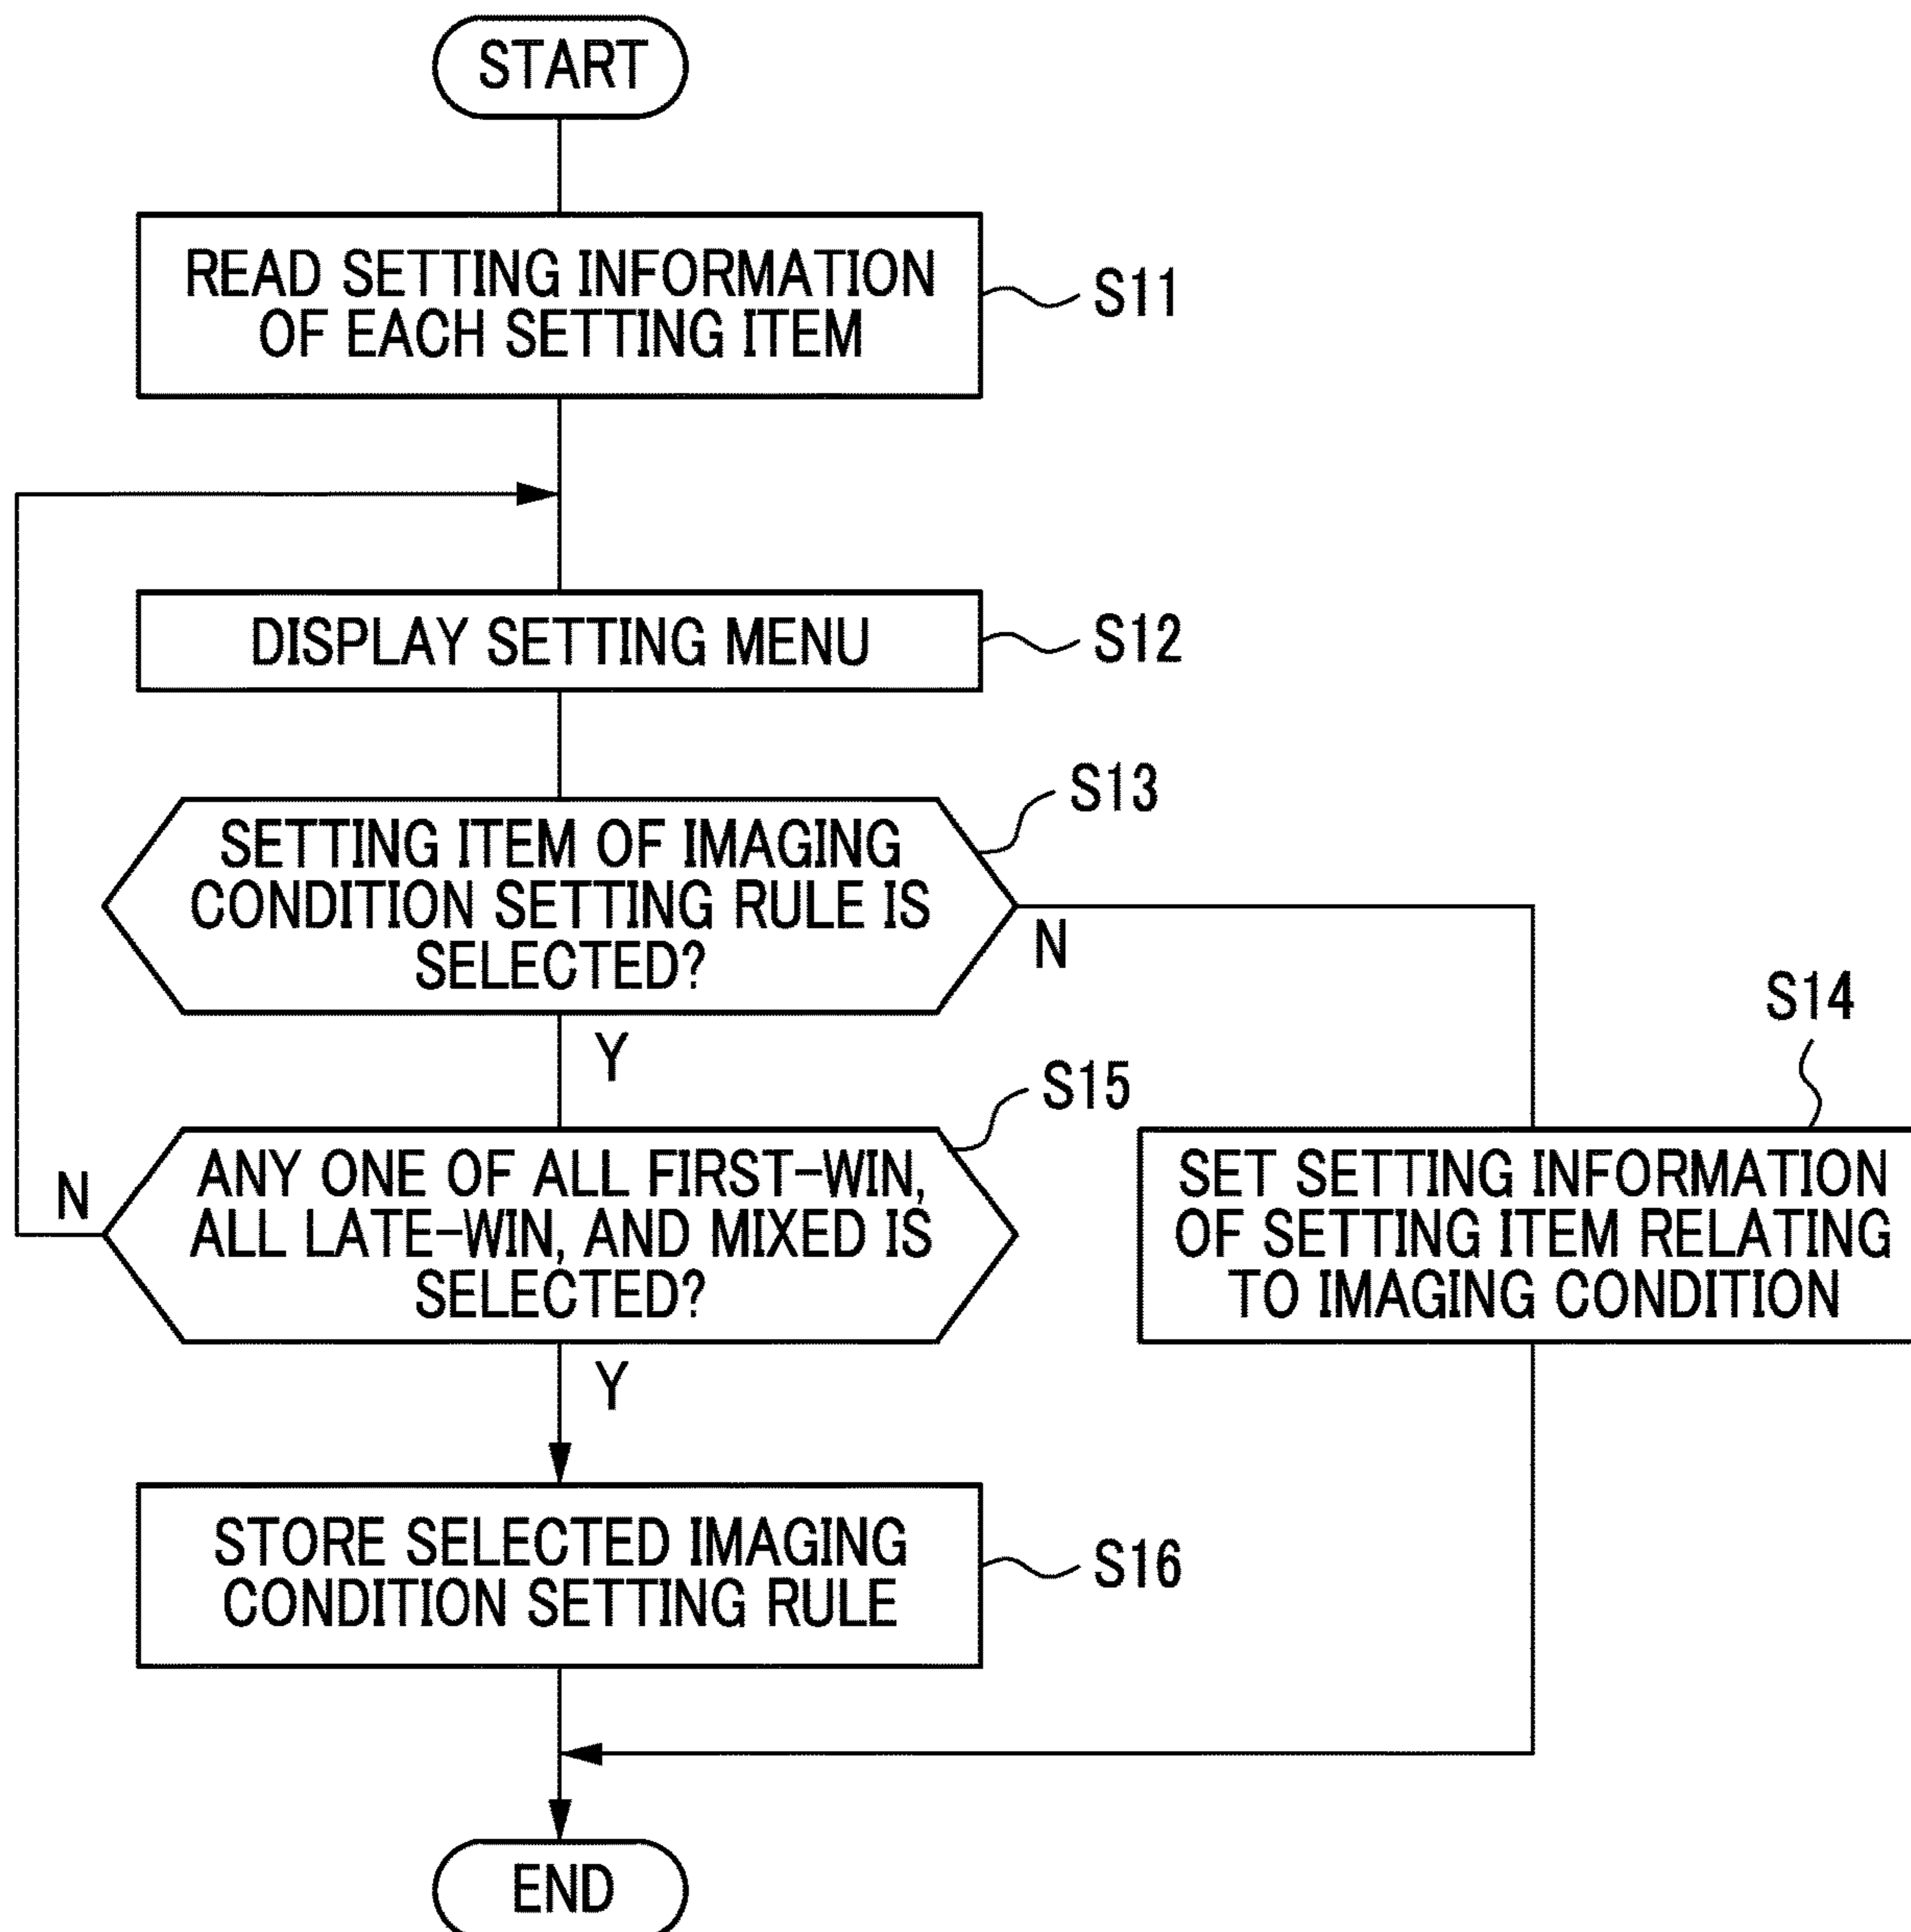 START
READ SETTING INFORMATION
OF EACH SETTING ITEM
S11
DISPLAY SETTING MENU
S12
S13
SETTING ITEM OF IMAGING
CONDITION SETTING RULE IS
SELECTED?
N
Y
S14
SET SETTING INFORMATION
OF SETTING ITEM RELATING
TO IMAGING CONDITION
S15
ANY ONE OF ALL FIRST-WIN,
ALL LATE-WIN, AND MIXED IS
SELECTED?
N
Y
STORE SELECTED IMAGING
CONDITION SETTING RULE
S16
END